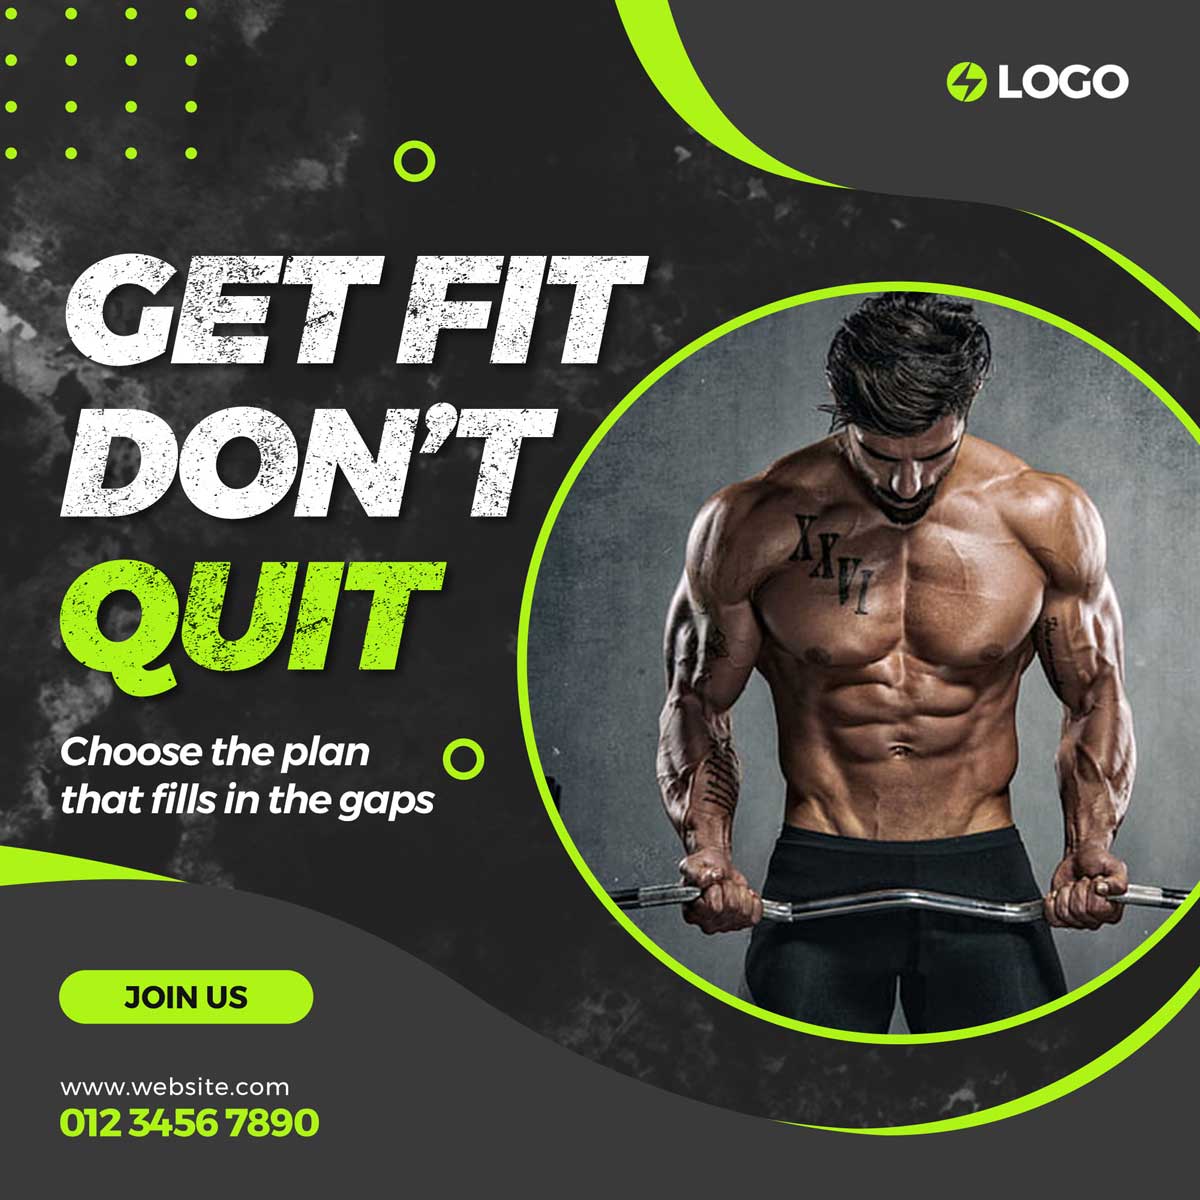 LOGO
GET FIT
DON'T
QUIT
Choose the plan
that fills in the gaps
XXVI
JOIN US
www.website.com
012 3456 7890